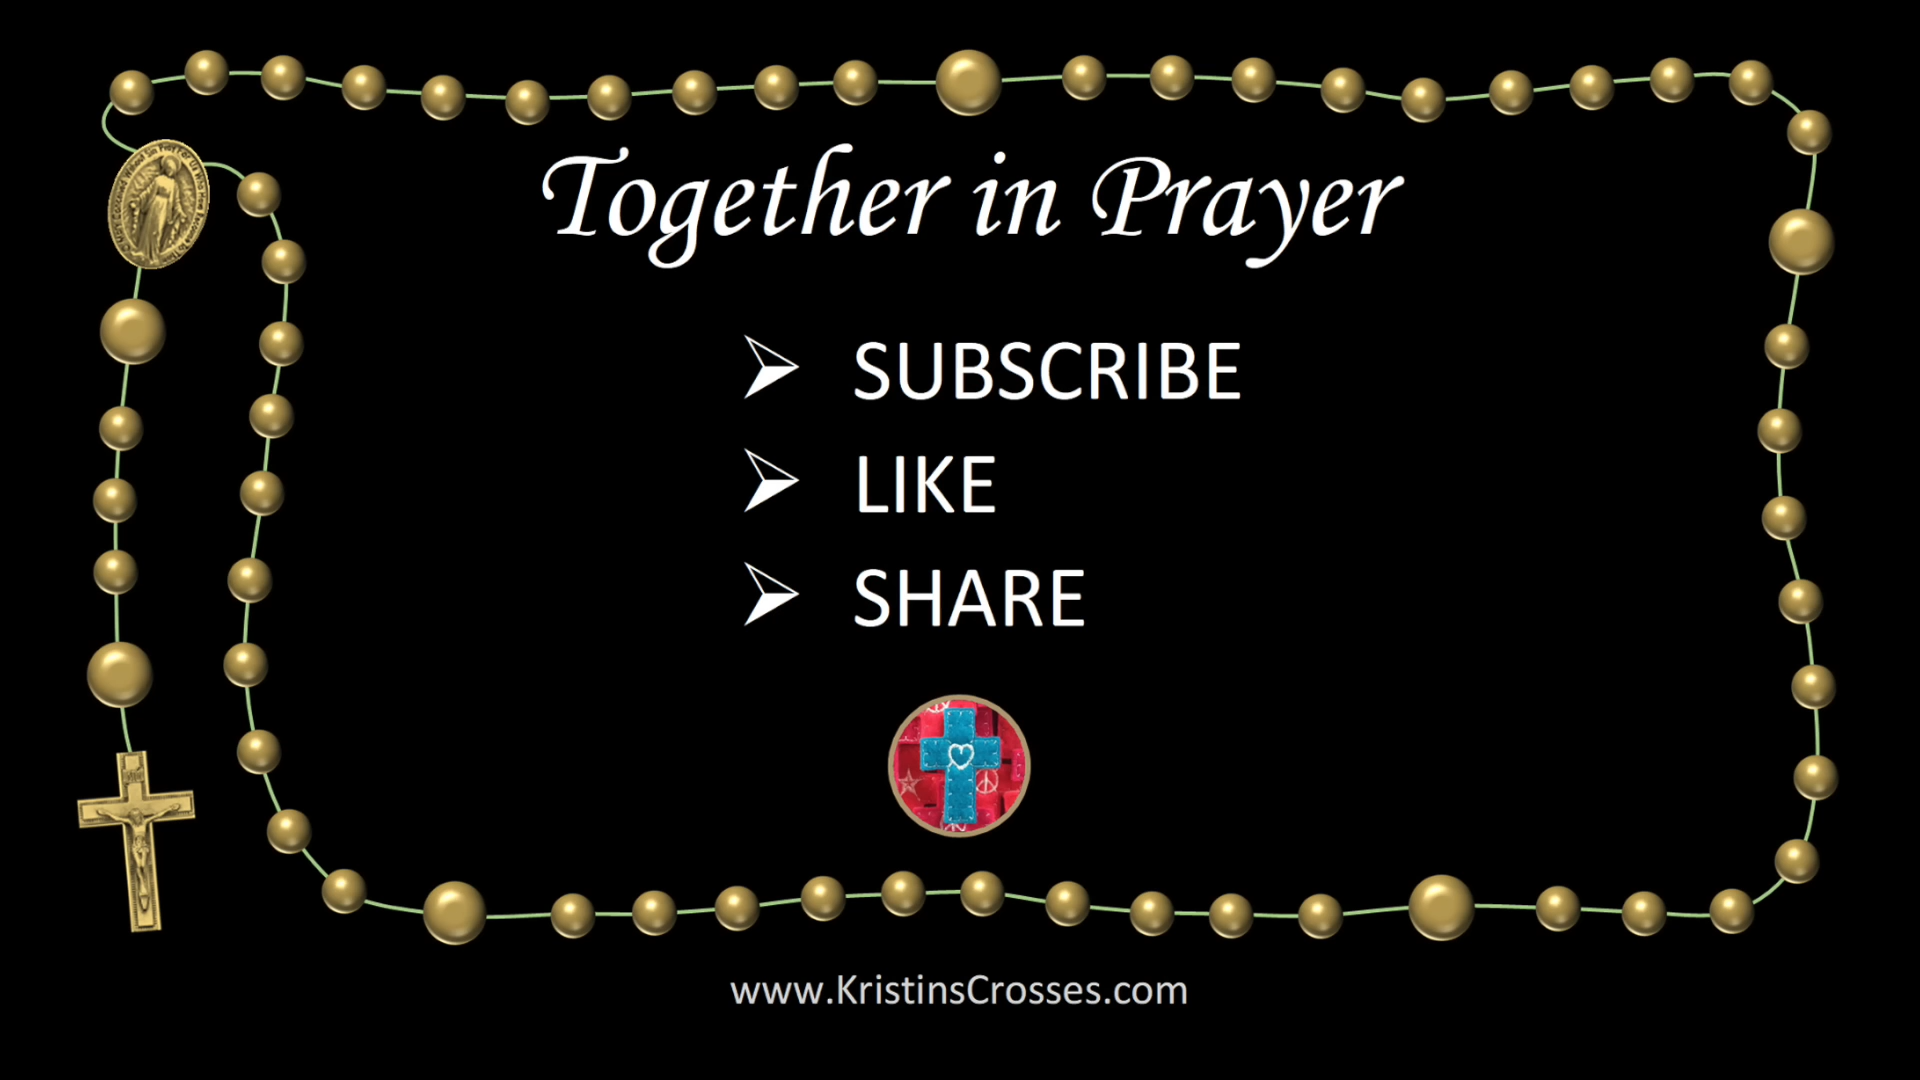 Together in Prayer
SUBSCRIBE
LIKE
SHARE
www.KristinsCrosses.com